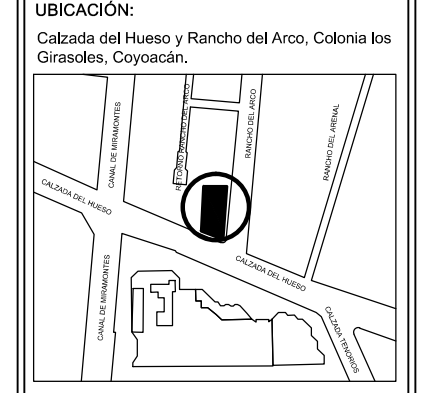 UBICACIÓN:
Calzada del Hueso y Rancho del Arco, Colonia los
Girasoles, Coyoacán.
CANAL DE MIRAMONTES
RETORNO RANCHO DEL ARCO
RANCHO DEL ARCO
RANCHO DEL ARENAL
CALZADA DEL HUESO
CANAL DE MIRAMONTES
CALZADA DEL HUESO
CALZADA TENORIOS